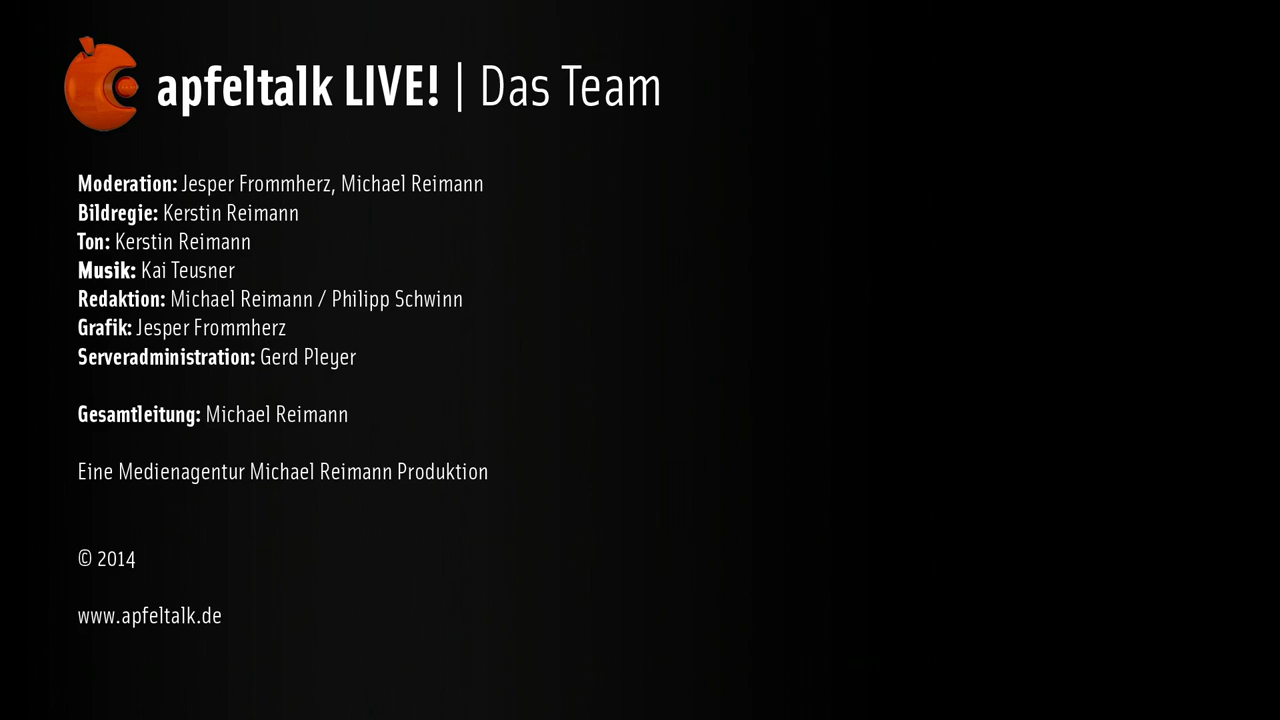 apfeltalk LIVE! | Das Team
Moderation: Jesper Frommherz, Michael Reimann
Bildregie: Kerstin Reimann
Ton: Kerstin Reimann
Musik: Kai Teusner
Redaktion: Michael Reimann / Philipp Schwinn
Grafik: Jesper Frommherz
Serveradministration: Gerd Pleyer
Gesamtleitung: Michael Reimann
Eine Medienagentur Michael Reimann Produktion
© 2014
www.apfeltalk.de